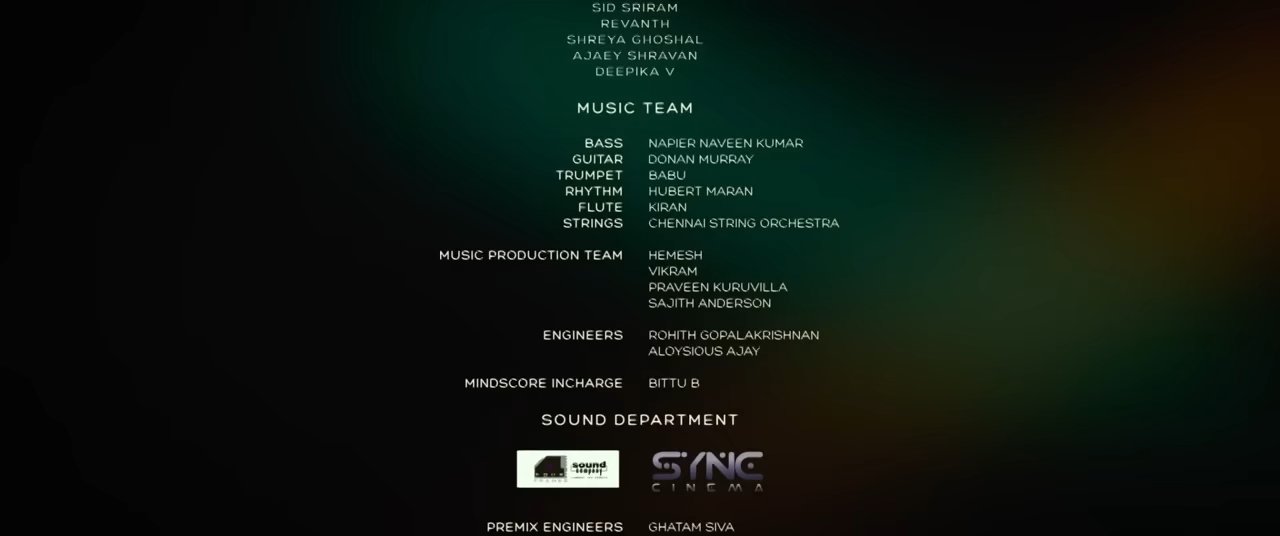 SID SRIRAM
REVANTH
SHREYA GHOSHAL
AJAEY SHRAVAN
DEEPIKA V
MUSIC TEAM
BASS NAPIER NAVEEN KUMAR
GUITAR DONAN MURRAY
TRUMPET BABU
RHYTHM HUBERT MARAN
FLUTE KIRAN
STRINGS CHENNAI STRING ORCHESTRA
MUSIC PRODUCTION TEAM HEMESH
VIKRAM
PRAVEEN KURUVILLA
SAJITH ANDERSON
ENGINEERS ROHITH GOPALAKRISHNAN
ALOYSIOUS AJAY
MINDSCORE INCHARGE BITTU B
SOUND DEPARTMENT
sound
company
SYNC
CINEMA
PREMIX ENGINEERS GHATAM SIVA